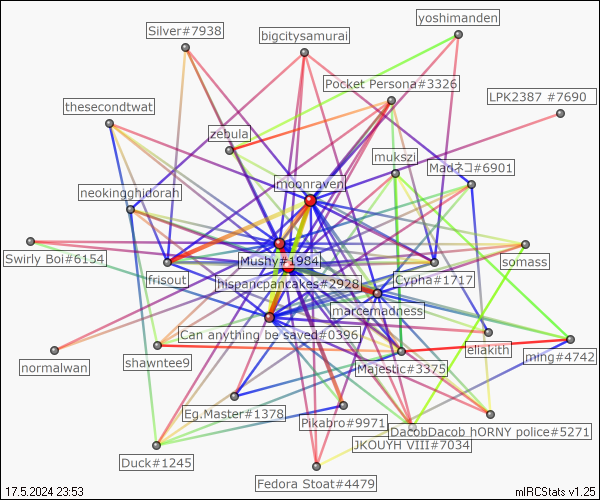 yoshimanden
Silver#7938
bigcitysamurai
Pocket Persona#3326
LPK2387 #7690
thesecondtwat
zebula
mukszi
Madネコ#6901
moonraven
neokingghidorah
Swirly Boi#6154
Mushy#1984
somass
frisout
hispancpancakes#2928
Cypha#1717
marcemadness
Can anything be saved#0396
eliakith
normalwan
shawntee9
Majestic#3375
ming#4742
Eg.Master#1378
Pikabro#9971
DacobDacob hORNY police#5271
JKOUYH VIII#7034
Duck#1245
Fedora Stoat#4479
17.5.2024 23:53
mIRCStats v1.25